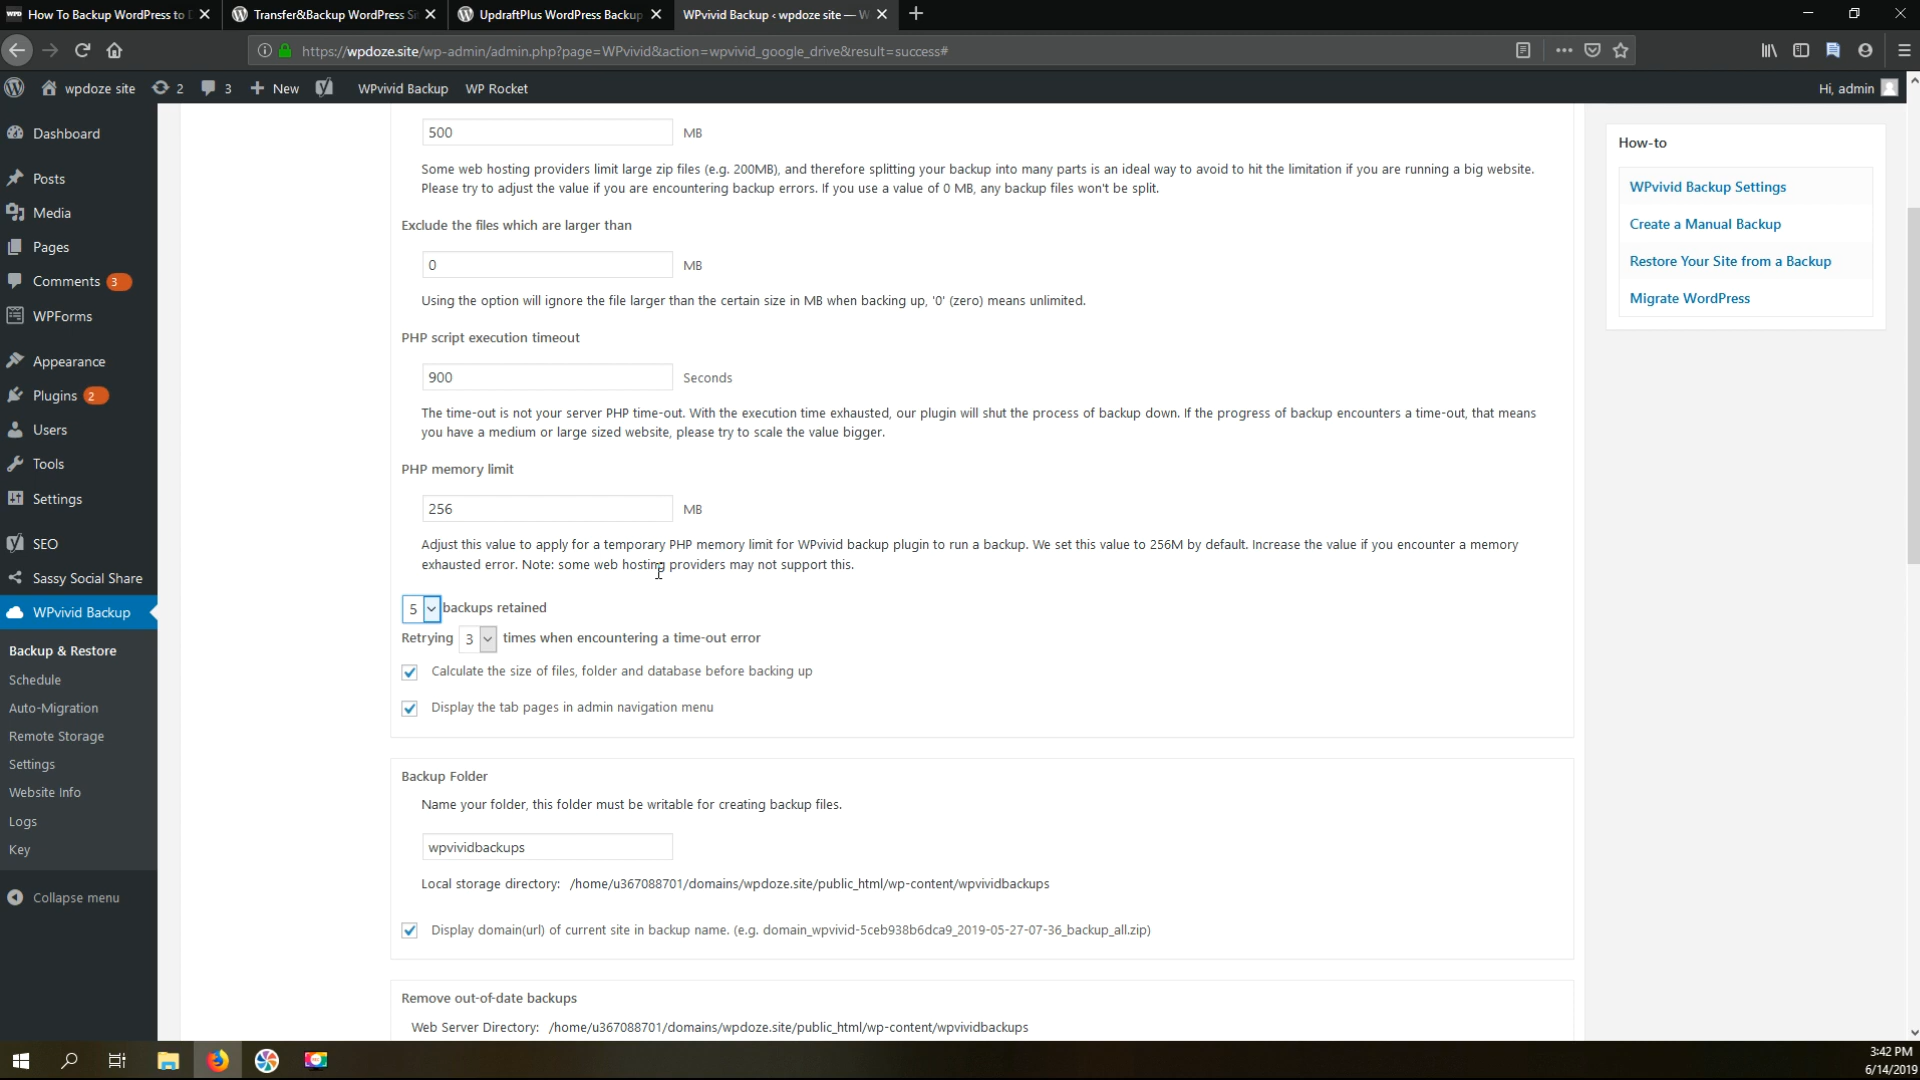 How To Backup WordPress to D
Transfer&Backup WordPress Si
UpdraftPlus WordPress Backup
WPvivid Backup ‹ wpdoze site — W
https://wpdoze.site/wp-admin/admin.php?page=WPvivid&action=wpvivid_google_drive&result=success#
wpdoze site
2
3
New
WPvivid Backup
WP Rocket
Hi, admin
Dashboard
Posts
Media
Pages
Comments 3
WPForms
Appearance
Plugins 2
Users
Tools
Settings
SEO
Sassy Social Share
WPvivid Backup
Backup & Restore
Schedule
Auto-Migration
Remote Storage
Settings
Website Info
Logs
Key
Collapse menu
500 MB
Some web hosting providers limit large zip files (e.g. 200MB), and therefore splitting your backup into many parts is an ideal way to avoid to hit the limitation if you are running a big website.
Please try to adjust the value if you are encountering backup errors. If you use a value of 0 MB, any backup files won't be split.
Exclude the files which are larger than
0 MB
Using the option will ignore the file larger than the certain size in MB when backing up, '0' (zero) means unlimited.
PHP script execution timeout
900 Seconds
The time-out is not your server PHP time-out. With the execution time exhausted, our plugin will shut the process of backup down. If the progress of backup encounters a time-out, that means
you have a medium or large sized website, please try to scale the value bigger.
PHP memory limit
256 MB
Adjust this value to apply for a temporary PHP memory limit for WPvivid backup plugin to run a backup. We set this value to 256M by default. Increase the value if you encounter a memory
exhausted error. Note: some web hosting providers may not support this.
5 backups retained
Retrying 3 times when encountering a time-out error
Calculate the size of files, folder and database before backing up
Display the tab pages in admin navigation menu
Backup Folder
Name your folder, this folder must be writable for creating backup files.
wpvividbackups
Local storage directory: /home/u367088701/domains/wpdoze.site/public_html/wp-content/wpvividbackups
Display domain(url) of current site in backup name. (e.g. domain_wpvivid-5ceb938b6dca9_2019-05-27-07-36_backup_all.zip)
Remove out-of-date backups
Web Server Directory: /home/u367088701/domains/wpdoze.site/public_html/wp-content/wpvividbackups
How-to
WPvivid Backup Settings
Create a Manual Backup
Restore Your Site from a Backup
Migrate WordPress
3:42 PM
6/14/2019